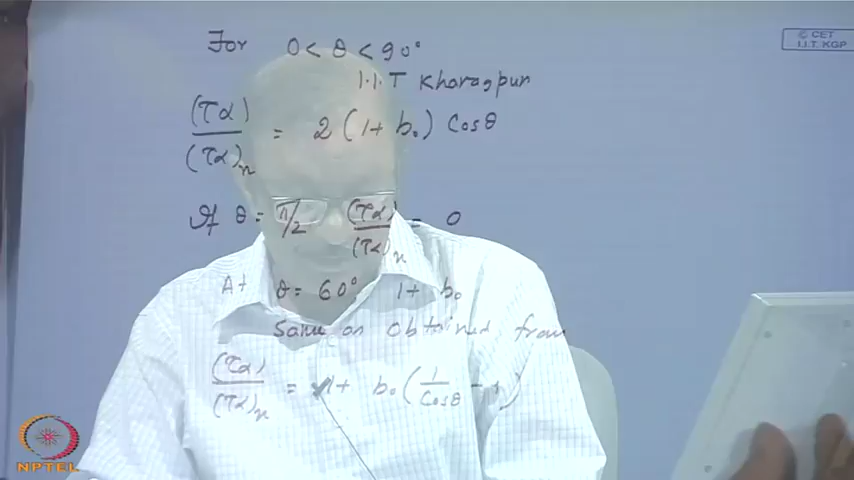 For 0 < θ < 90°
© CET
I.I.T. KGP
I.I.T Kharagpur
(τα) / (τα)n = 2 (1 + b₀) Cosθ
If θ = π/2 (τα) / (τα)n = 0
At θ = 60° 1 + b₀
Same as obtained from
(τα) / (τα)n = 1 + b₀ (1/Cosθ - 1)
NPTEL